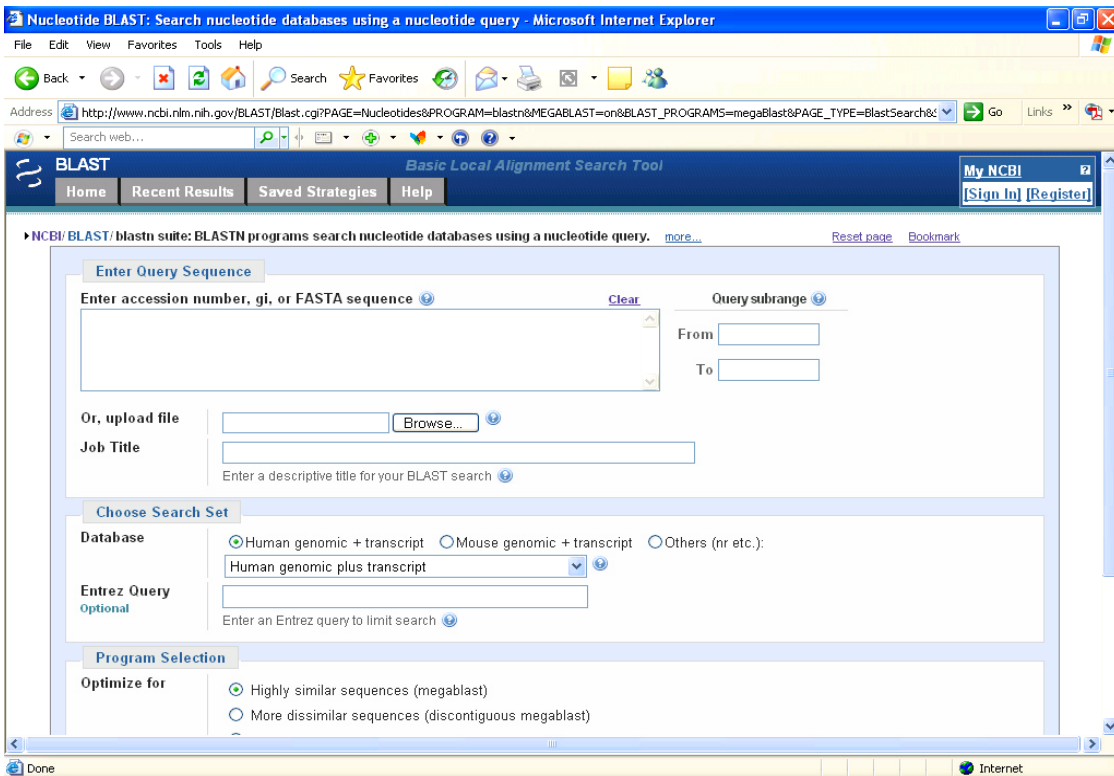 Nucleotide BLAST: Search nucleotide databases using a nucleotide query - Microsoft Internet Explorer
File Edit View Favorites Tools Help
Back Search Favorites
Address http://www.ncbi.nlm.nih.gov/BLAST/Blast.cgi?PAGE=Nucleotides&PROGRAM=blastn&MEGABLAST=on&BLAST_PROGRAMS=megaBlast&PAGE_TYPE=BlastSearch&S Go Links »
Search web...
BLAST Basic Local Alignment Search Tool My NCBI ?
Home Recent Results Saved Strategies Help [Sign In] [Register]
NCBI/ BLAST/ blastn suite: BLASTN programs search nucleotide databases using a nucleotide query. more... Reset page Bookmark
Enter Query Sequence
Enter accession number, gi, or FASTA sequence Clear Query subrange
From
To
Or, upload file Browse...
Job Title
Enter a descriptive title for your BLAST search
Choose Search Set
Database Human genomic + transcript Mouse genomic + transcript Others (nr etc.):
Human genomic plus transcript
Entrez Query
Optional
Enter an Entrez query to limit search
Program Selection
Optimize for Highly similar sequences (megablast)
More dissimilar sequences (discontiguous megablast)
Done Internet